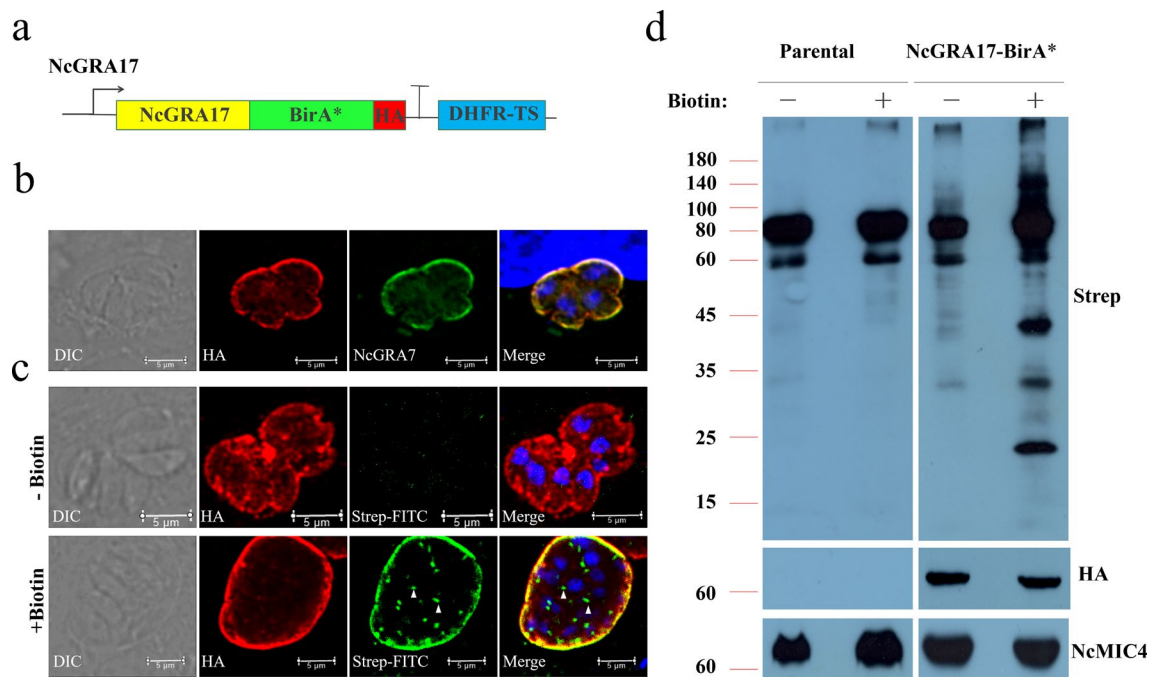 a
NcGRA17
NcGRA17 BirA* HA DHFR-TS
b
DIC HA NcGRA7 Merge
5 μm 5 μm 5 μm 5 μm
c
- Biotin
DIC HA Strep-FITC Merge
5 μm 5 μm 5 μm 5 μm
+Biotin
DIC HA Strep-FITC Merge
5 μm 5 μm 5 μm 5 μm
d
Parental NcGRA17-BirA*
Biotin: − + − +
180
140
100
80
60
45
35
25
15
Strep
60
HA
60
NcMIC4